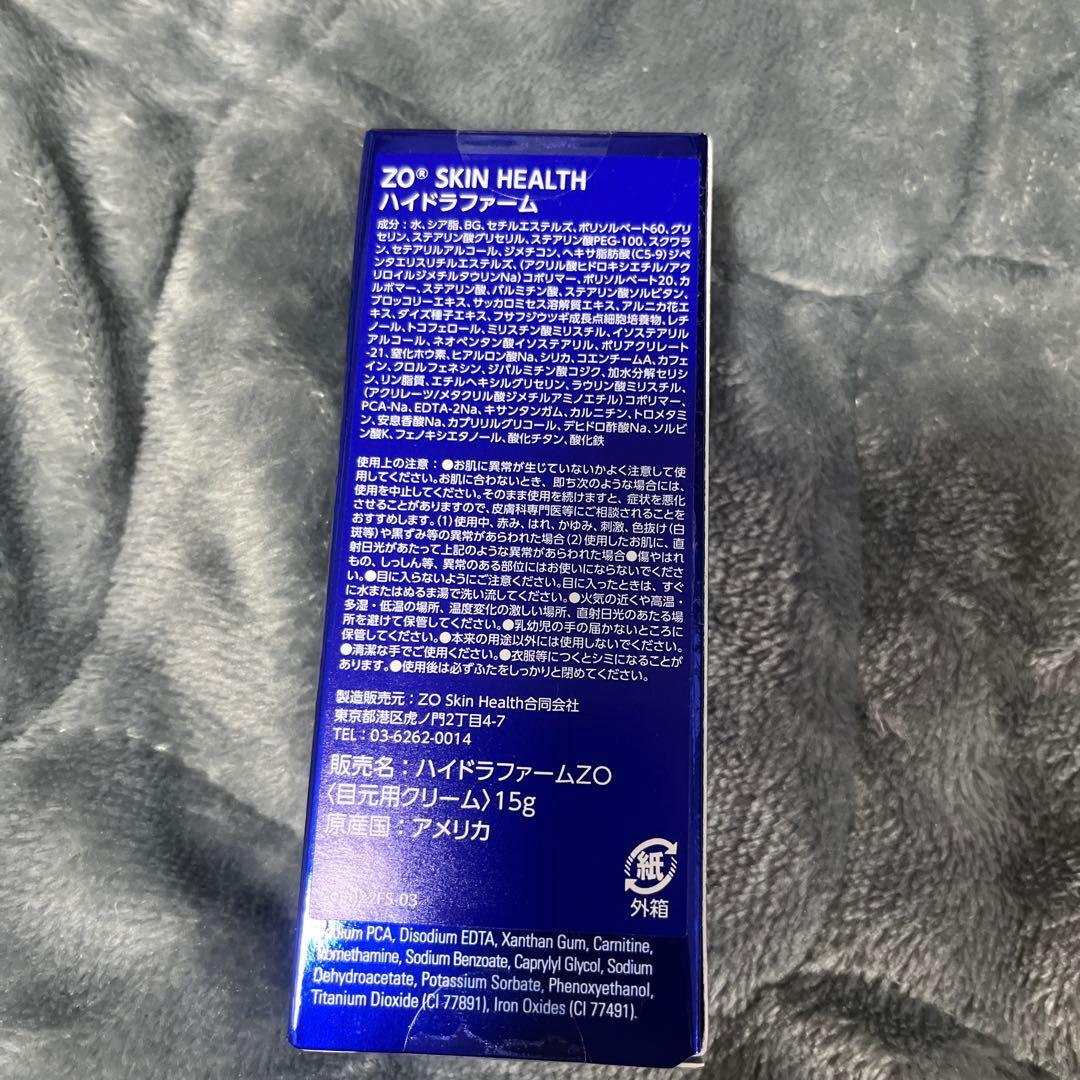 ZO® SKIN HEALTH
ハイドラファーム
成分：水、シア脂、BG、セチルエステルズ、ポリソルベート60、グリ
セリン、ステアリン酸グリセリル、ステアリン酸PEG-100、スクワラ
ン、セテアリルアルコール、ジメチコン、ヘキサ脂肪酸(C5-9)ジペ
ンタエリスリチルエステルズ、(アクリル酸ヒドロキシエチル/アク
リロイルジメチルタウリンNa)コポリマー、ポリソルベート20、カ
ルボマー、ステアリン酸、パルミチン酸、ステアリン酸ソルビタン、
ブロッコリーエキス、サッカロミセス溶解質エキス、アルニカ花エ
キス、ダイズ種子エキス、フサフジウツギ成長点細胞培養物、レチ
ノール、トコフェロール、ミリスチン酸ミリスチル、イソステアリル
アルコール、ネオペンタン酸イソステアリル、ポリアクリレート
-21、窒化ホウ素、ヒアルロン酸Na、シリカ、コエンチームA、カフェ
イン、クロルフェネシン、ジパルミチン酸コジク、加水分解セリシ
ン、リン脂質、エチルヘキシルグリセリン、ラウリン酸ミリスチル、
(アクリレーツ/メタクリル酸ジメチルアミノエチル)コポリマー、
PCA-Na、EDTA-2Na、キサンタンガム、カルニチン、トロメタミ
ン、安息香酸Na、カプリリルグリコール、デヒドロ酢酸Na、ソルビ
ン酸K、フェノキシエタノール、酸化チタン、酸化鉄
使用上の注意：●お肌に異常が生じていないかよく注意して使
用してください。お肌に合わないとき、即ち次のような場合には、
使用を中止してください。そのまま使用を続けますと、症状を悪化
させることがありますので、皮膚科専門医等にご相談されることを
おすすめします。(1)使用中、赤み、はれ、かゆみ、刺激、色抜け(白
斑等)や黒ずみ等の異常があらわれた場合(2)使用したお肌に、直
射日光があたって上記のような異常があらわれた場合●傷やはれ
もの、しっしん等、異常のある部位にはお使いにならないでくださ
い。●目に入らないようにご注意ください。目に入ったときは、すぐ
に水またはぬるま湯で洗い流してください。●火気の近くや高温・
多湿・低温の場所、温度変化の激しい場所、直射日光のあたる場
所を避けて保管してください。●乳幼児の手の届かないところに
保管してください。●本来の用途以外には使用しないでください。
●清潔な手でご使用ください。●衣服等につくとシミになることが
あります。●使用後は必ずふたをしっかりと閉めてください。
製造販売元：ZO Skin Health合同会社
東京都港区虎ノ門2丁目4-7
TEL：03-6262-0014
販売名：ハイドラファームZO
〈目元用クリーム〉15g
原産国：アメリカ
紙
外箱
PCA, Disodium EDTA, Xanthan Gum, Carnitine,
Sodium Benzoate, Caprylyl Glycol, Sodium
Dehydroacetate, Potassium Sorbate, Phenoxyethanol,
Titanium Dioxide (CI 77891), Iron Oxides (CI 77491).